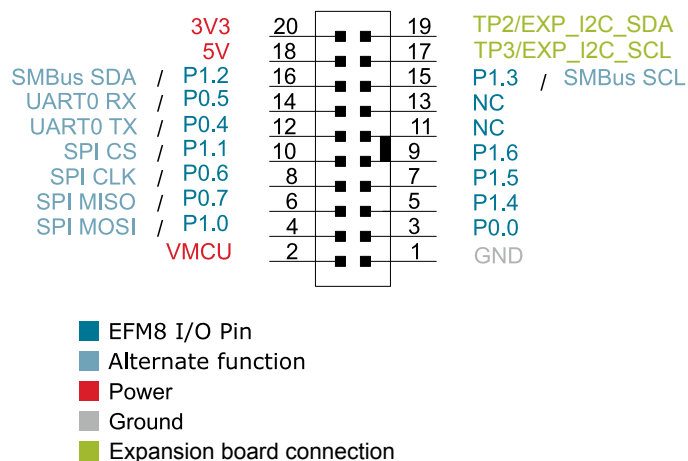 3V3 20 19 TP2/EXP_I2C_SDA
5V 18 17 TP3/EXP_I2C_SCL
SMBus SDA / P1.2 16 15 P1.3 / SMBus SCL
UART0 RX / P0.5 14 13 NC
UART0 TX / P0.4 12 11 NC
SPI CS / P1.1 10 9 P1.6
SPI CLK / P0.6 8 7 P1.5
SPI MISO / P0.7 6 5 P1.4
SPI MOSI / P1.0 4 3 P0.0
VMCU 2 1 GND
EFM8 I/O Pin
Alternate function
Power
Ground
Expansion board connection